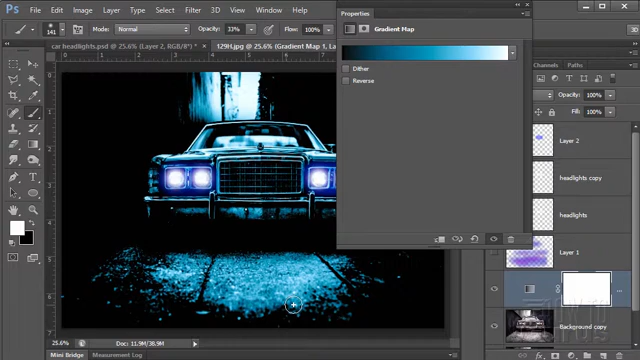 Ps File Edit Image Layer Type Select Filter Analysis 3D View Window Help
141 Mode: Normal Opacity: 33% Flow: 100%
car headlights.psd @ 25.6% (Layer 2, RGB/8*) * × 129H.jpg @ 25.6% (Gradient Map 1, La
Properties
Gradient Map
Dither
Reverse
3D
Channels Paths
Opacity: 100%
Fill: 100%
Layer 2
headlights copy
headlights
Layer 1
...
Background copy
25.6% Doc: 11.9M/38.9M
Mini Bridge Measurement Log